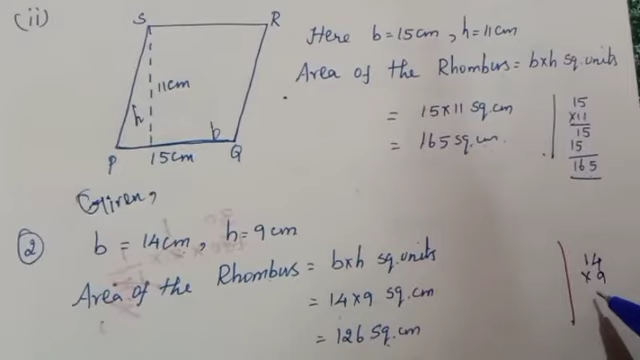 (ii)
S R
Here b=15cm, h=11cm
Area of the Rhombus = b×h sq.units
11cm
h
b
P 15cm Q
= 15×11 sq.cm
= 165 sq.cm.
15
×11
15
15
165
Given,
2
b = 14cm, h=9cm
Area of the Rhombus = b×h sq.units
= 14×9 sq.cm
= 126 sq.cm
14
×9